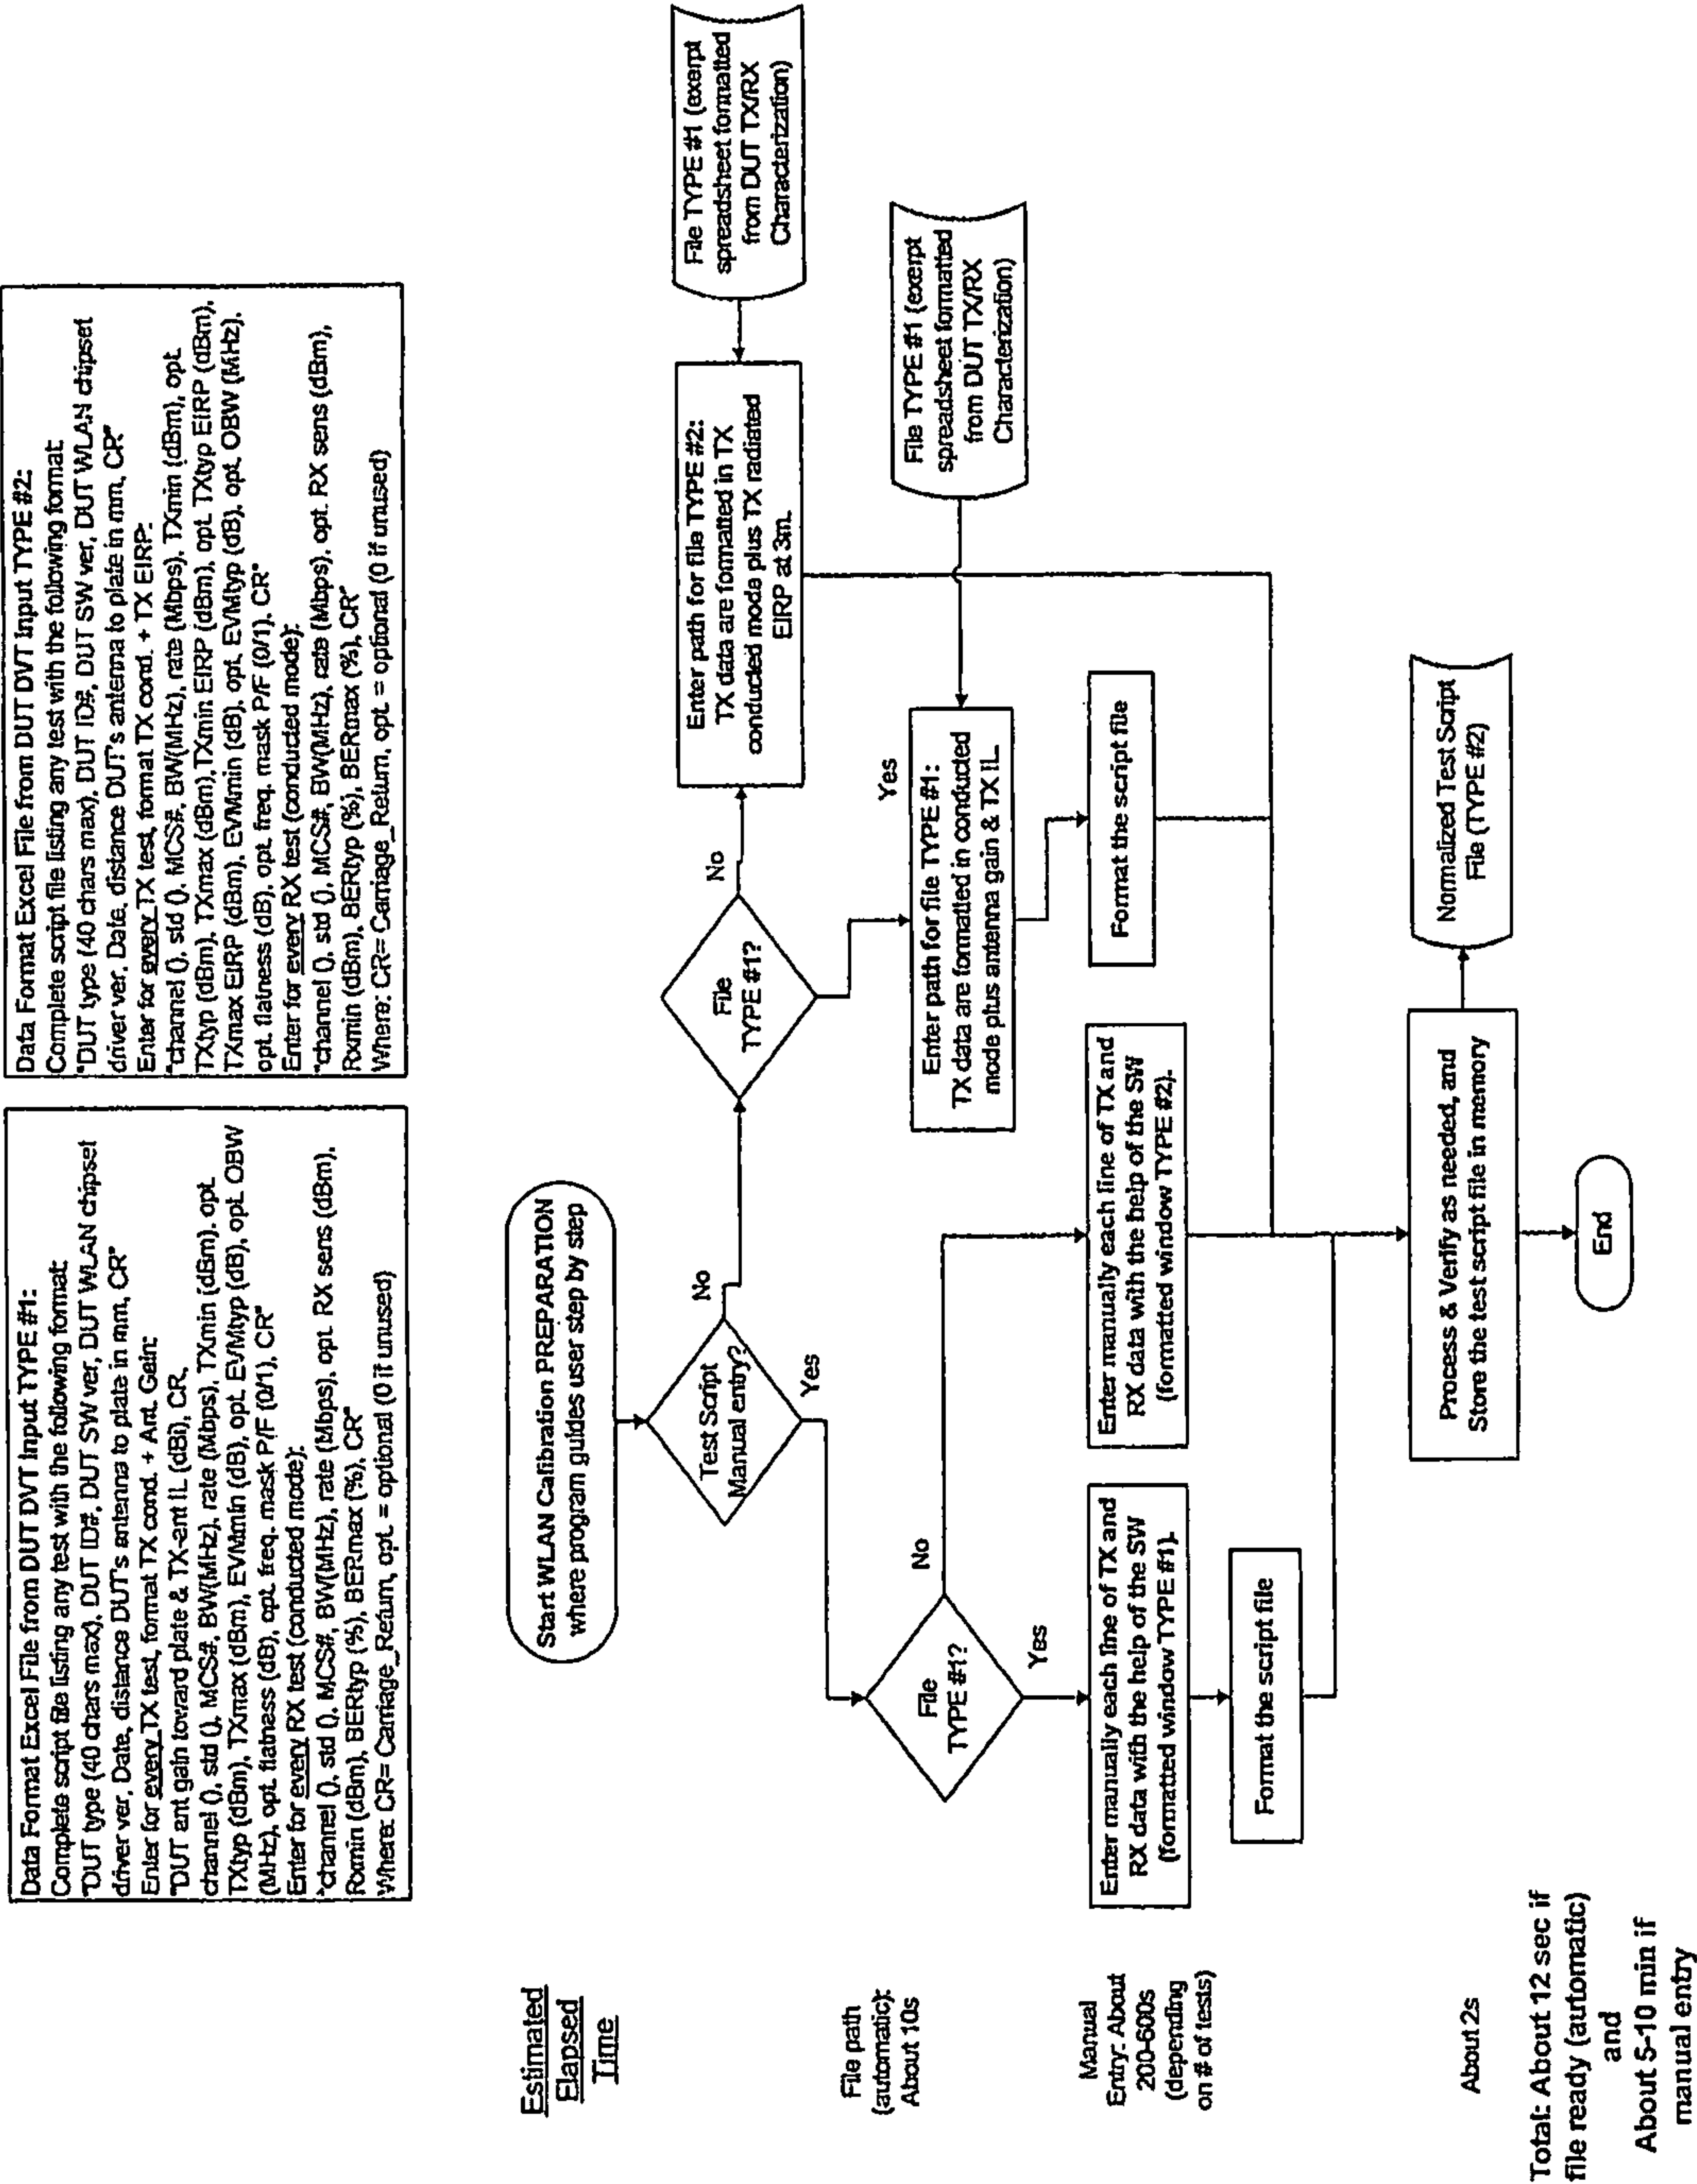 Data Format Excel File from DUT DVT Input TYPE #1:
Complete script file listing any test with the following format:
"DUT type (40 chars max), DUT ID#, DUT SW ver, DUT WLAN chipset
driver ver, Date, distance DUT's antenna to plate in mm, CR"
Enter for every TX test, format TX cond. + Ant. Gain:
"DUT ant gain toward plate & TX-ant IL (dBi), CR,
channel (), std (), MCS#, BW(MHz), rate (Mbps), TXmin (dBm), opt.
TXtyp (dBm), TXmax (dBm), EVMmin (dB), opt. EVMtyp (dB), opt. OBW
(MHz), opt. flatness (dB), opt. freq. mask P/F (0/1), CR"
Enter for every RX test (conducted mode):
"channel (), std (), MCS#, BW(MHz), rate (Mbps), opt. RX sens (dBm),
Rxmin (dBm), BERtyp (%), BERmax (%), CR"
Where: CR= Carriage_Return, opt. = optional (0 if unused)
Data Format Excel File from DUT DVT Input TYPE #2:
Complete script file listing any test with the following format:
"DUT type (40 chars max), DUT ID#, DUT SW ver, DUT WLAN chipset
driver ver, Date, distance DUT's antenna to plate in mm, CR"
Enter for every TX test, format TX cond. + TX EIRP:
"channel (), std (), MCS#, BW(MHz), rate (Mbps), TXmin (dBm), opt.
TXtyp (dBm), TXmax (dBm), TXmin EIRP (dBm), opt. TXtyp EIRP (dBm),
TXmax EIRP (dBm), EVMmin (dB), opt. EVMtyp (dB), opt. OBW (MHz),
opt. flatness (dB), opt. freq. mask P/F (0/1), CR"
Enter for every RX test (conducted mode):
"channel (), std (), MCS#, BW(MHz), rate (Mbps), opt. RX sens (dBm),
Rxmin (dBm), BERtyp (%), BERmax (%), CR"
Where: CR= Carriage_Return, opt. = optional (0 if unused)
Estimated
Elapsed
Time
Start WLAN Calibration PREPARATION
where program guides user step by step
Test Script
Manual entry?
No
Yes
File
TYPE #1?
No
Yes
Enter path for file TYPE #2:
TX data are formatted in TX
conducted mode plus TX radiated
EIRP at 3m.
File TYPE #1 (exerpt
spreadsheet formatted
from DUT TX/RX
Characterization)
File path
(automatic):
About 10s
File
TYPE #1?
No
Yes
Enter path for file TYPE #1:
TX data are formatted in conducted
mode plus antenna gain & TX IL.
File TYPE #1 (exerpt
spreadsheet formatted
from DUT TX/RX
Characterization)
Manual
Entry: About
200-600s
(depending
on # of tests)
Enter manually each line of TX and
RX data with the help of the SW
(formatted window TYPE #1).
Enter manually each line of TX and
RX data with the help of the SW
(formatted window TYPE #2).
Format the script file
Format the script file
About 2s
Process & Verify as needed, and
Store the test script file in memory
Normalized Test Script
File (TYPE #2)
End
Total: About 12 sec if
file ready (automatic)
and
About 5-10 min if
manual entry